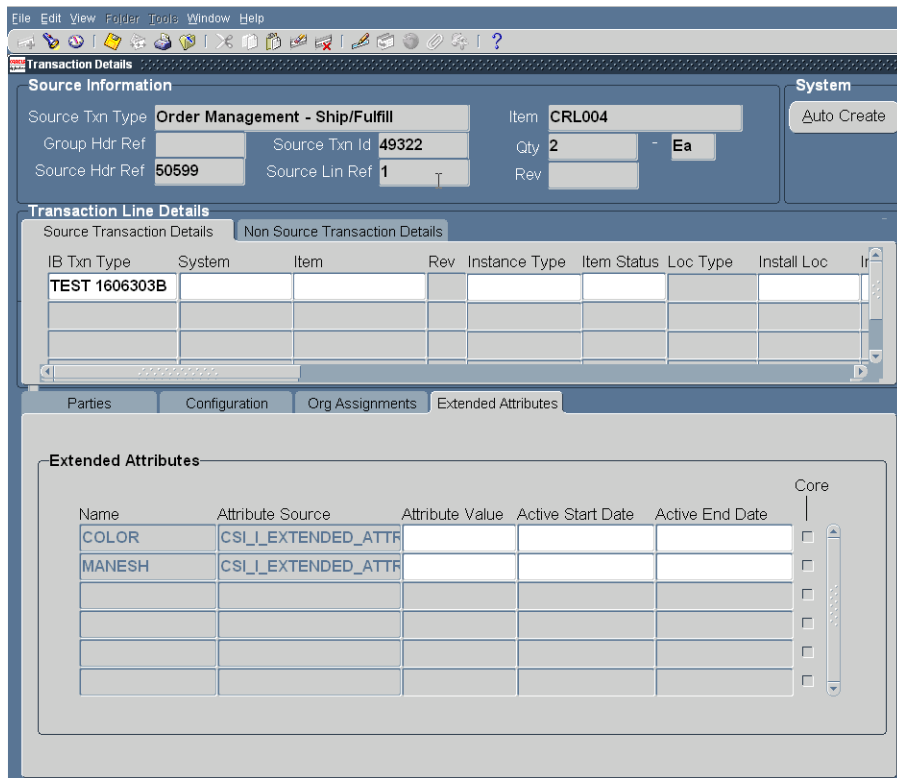 File Edit View Folder Tools Window Help
Transaction Details
Source Information
System
Source Txn Type Order Management - Ship/Fulfill Item CRL004
Auto Create
Group Hdr Ref Source Txn Id 49322 Qty 2 - Ea
Source Hdr Ref 50599 Source Lin Ref 1 Rev
Transaction Line Details
Source Transaction Details Non Source Transaction Details
IB Txn Type System Item Rev Instance Type Item Status Loc Type Install Loc
TEST 1606303B
Parties Configuration Org Assignments Extended Attributes
Extended Attributes
Core
Name Attribute Source Attribute Value Active Start Date Active End Date
COLOR CSI_I_EXTENDED_ATTR
MANESH CSI_I_EXTENDED_ATTR